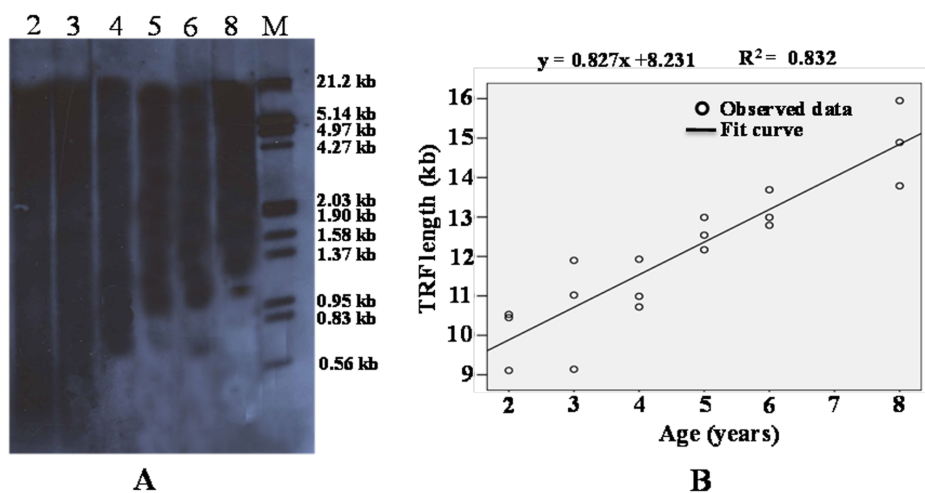 2 3 4 5 6 8 M
21.2 kb
5.14 kb
4.97 kb
4.27 kb
2.03 kb
1.90 kb
1.58 kb
1.37 kb
0.95 kb
0.83 kb
0.56 kb
A
y = 0.827x +8.231 R² = 0.832
Observed data
Fit curve
TRF length (kb)
16
15
14
13
12
11
10
9
2 3 4 5 6 7 8
Age (years)
B